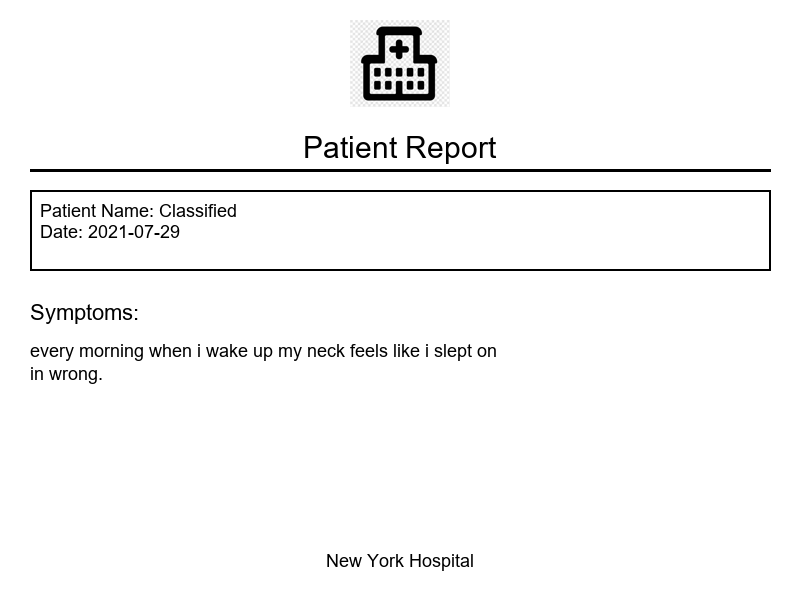 Patient Report
Patient Name: Classified
Date: 2021-07-29
Symptoms:
every morning when i wake up my neck feels like i slept on
in wrong.
New York Hospital